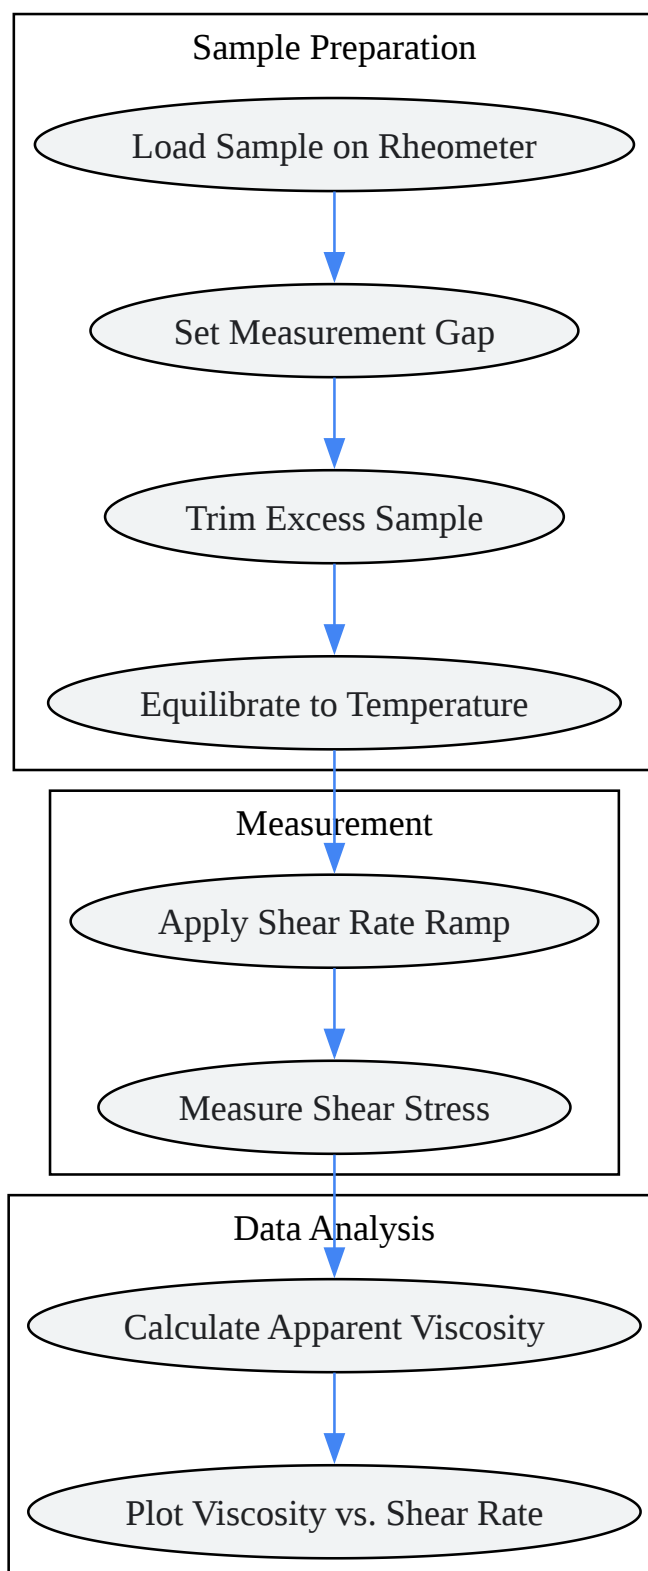 Sample Preparation
Load Sample on Rheometer
Set Measurement Gap
Trim Excess Sample
Equilibrate to Temperature
Measurement
Apply Shear Rate Ramp
Measure Shear Stress
Data Analysis
Calculate Apparent Viscosity
Plot Viscosity vs. Shear Rate